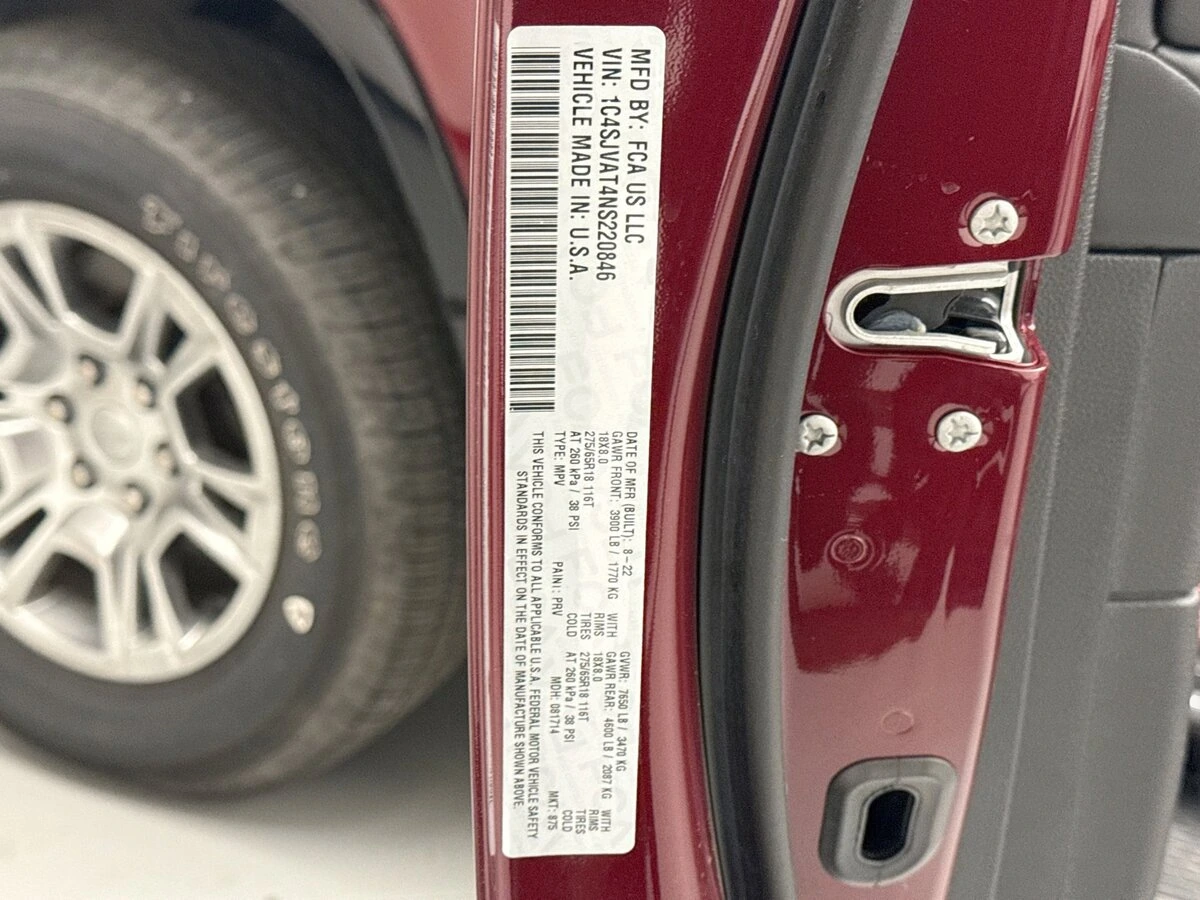 MFD BY: FCA US LLC
VIN: 1C4SJVAT4NS220846
VEHICLE MADE IN: U.S.A.
DATE OF MFR (BUILT): 8-22 GVWR: 7650 LB / 3470 KG
GAWR FRONT: 3900 LB / 1770 KG WITH GAWR REAR: 4600 LB / 2087 KG WITH
18X8.0 RIMS 18X8.0 RIMS
275/65R18 116T TIRES 275/65R18 116T TIRES
AT 260 kPa / 38 PSI COLD AT 260 kPa / 38 PSI COLD
TYPE: MPV PAINT: PRV MDH: 081714 MKT: 875
THIS VEHICLE CONFORMS TO ALL APPLICABLE U.S.A. FEDERAL MOTOR VEHICLE SAFETY
STANDARDS IN EFFECT ON THE DATE OF MANUFACTURE SHOWN ABOVE.